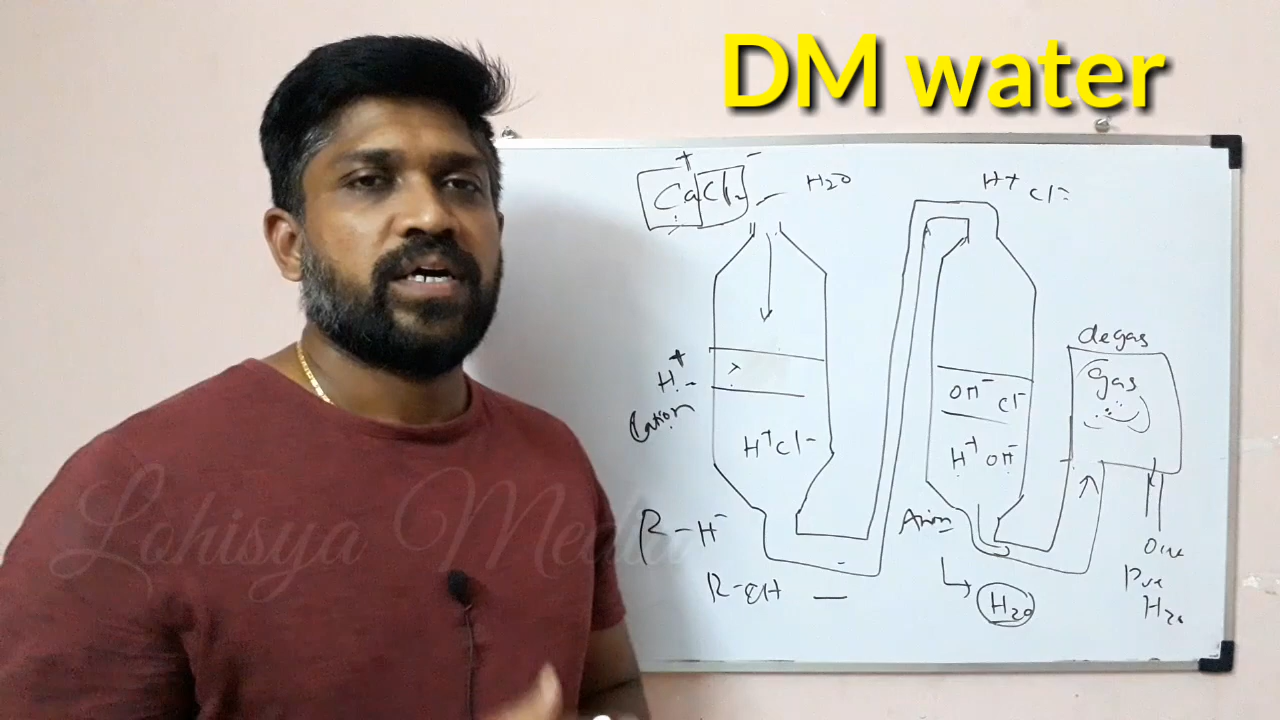 DM water
+ -
CaCl2
H2O
H+ Cl-
degas
gas
H+
Cation
H+ Cl-
OH- Cl-
H+ OH-
R-H-
Anion
R-OH
H2O
Pure
H2O
Lohisya Media